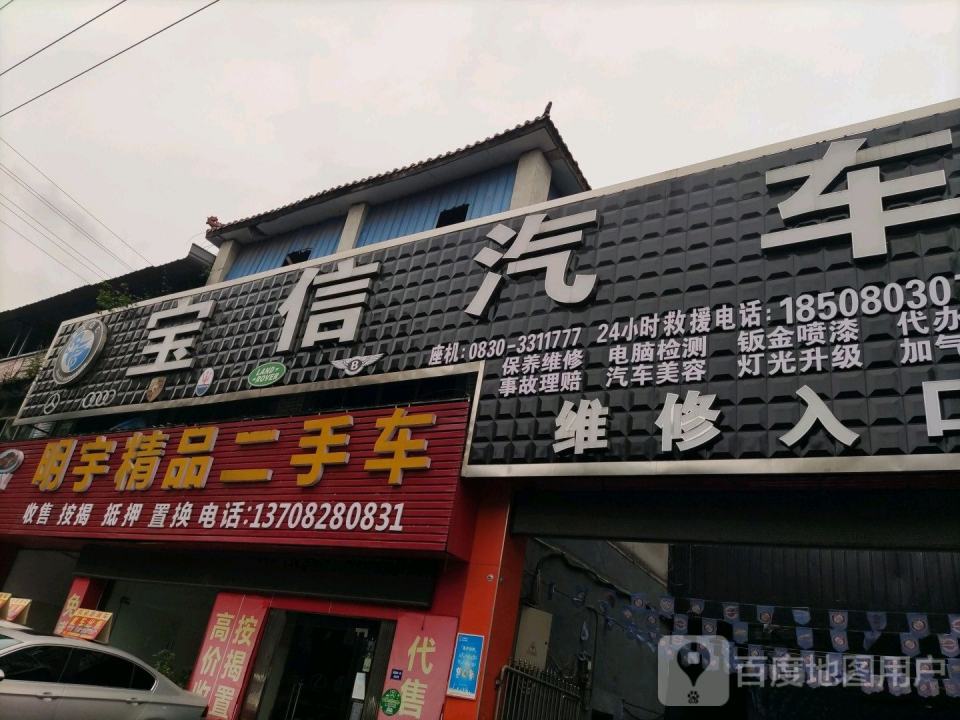 宝信汽车
座机:0830-3311777 24小时救援电话:18508030
保养维修 电脑检测 钣金喷漆 代办
事故理赔 汽车美容 灯光升级 加气
维修入口
LAND ROVER
B
明宇精品二手车
收售 按揭 抵押 置换 电话:13708280831
高价收
按揭置
代售
百度地图用户